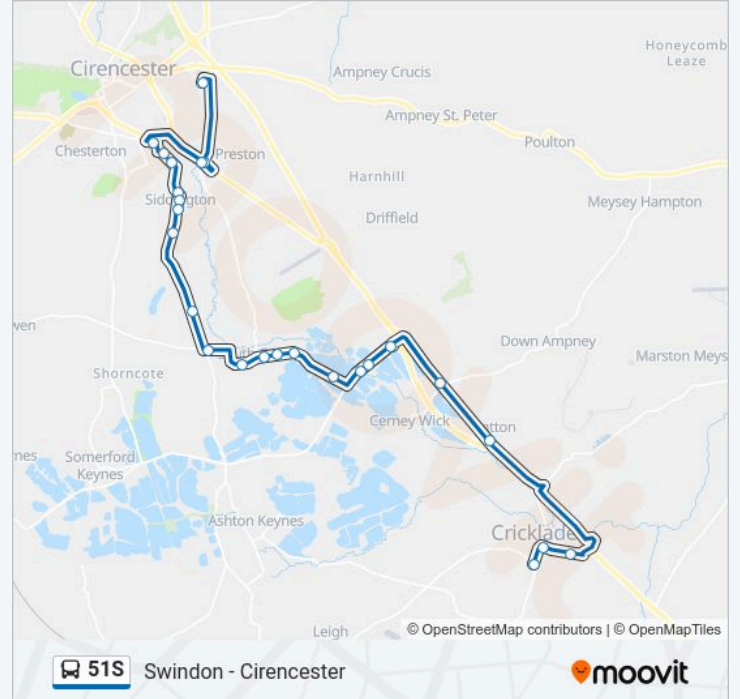 Honeycomb
Leaze
Cirencester
Ampney Crucis
Ampney St. Peter
Poulton
Chesterton
Preston
Harnhill
Meysey Hampton
Driffield
Down Ampney
Marston Meys
Shorncote
Cerney Wick
Somerford
Keynes
Ashton Keynes
Cricklade
Leigh
© OpenStreetMap contributors | © OpenMapTiles
51S Swindon - Cirencester
moovit